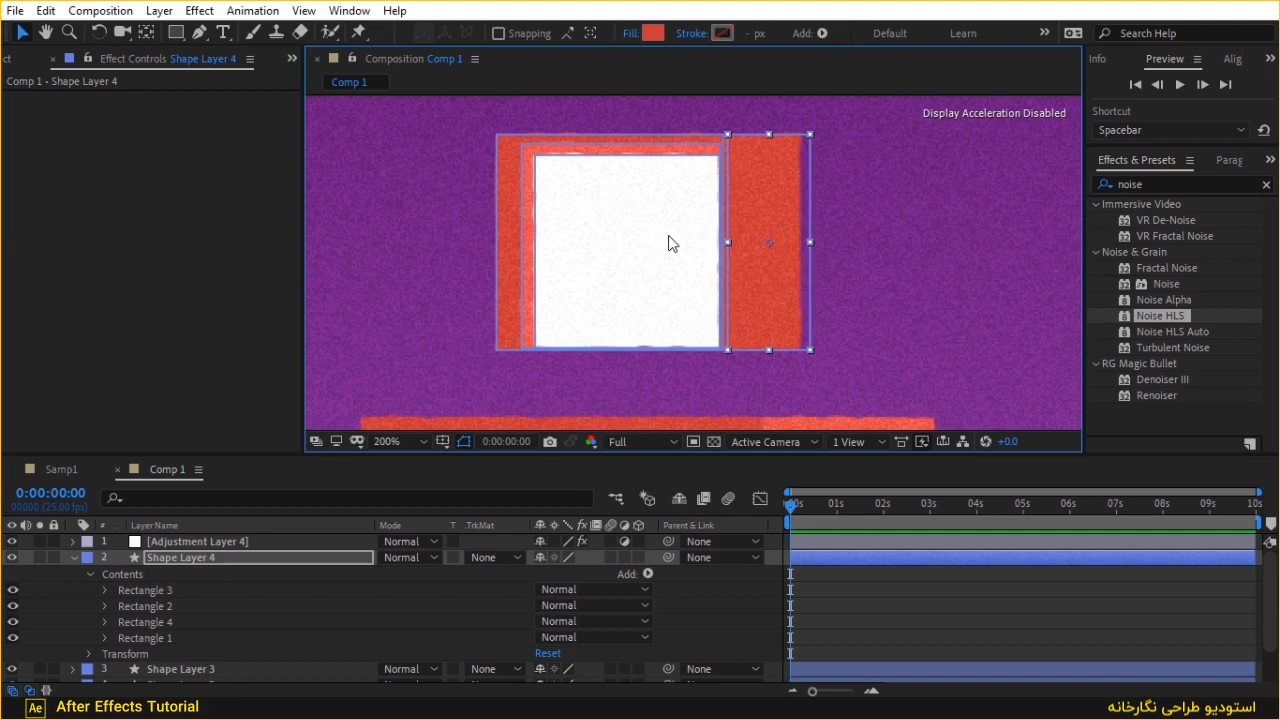 File Edit Composition Layer Effect Animation View Window Help
Snapping Fill: Stroke: - px Add: Default Learn Search Help
ct Effect Controls Shape Layer 4 Composition Comp 1 Info Preview Alig
Comp 1 • Shape Layer 4 Comp 1
Display Acceleration Disabled
Shortcut
Spacebar
Effects & Presets Parag
noise
Immersive Video
VR De-Noise
VR Fractal Noise
Noise & Grain
Fractal Noise
Noise
Noise Alpha
Noise HLS
Noise HLS Auto
Turbulent Noise
RG Magic Bullet
Denoiser III
Renoiser
200% 0:00:00:00 Full Active Camera 1 View +0.0
Samp1 Comp 1
0:00:00:00
00000 (25.00 fps)
:00s 01s 02s 03s 04s 05s 06s 07s 08s 09s 10s
# Layer Name Mode T .TrkMat Parent & Link
1 [Adjustment Layer 4] Normal None
2 Shape Layer 4 Normal None None
Contents Add:
Rectangle 3 Normal
Rectangle 2 Normal
Rectangle 4 Normal
Rectangle 1 Normal
Transform Reset
3 Shape Layer 3 Normal None None
Ae After Effects Tutorial استودیو طراحی نگارخانه